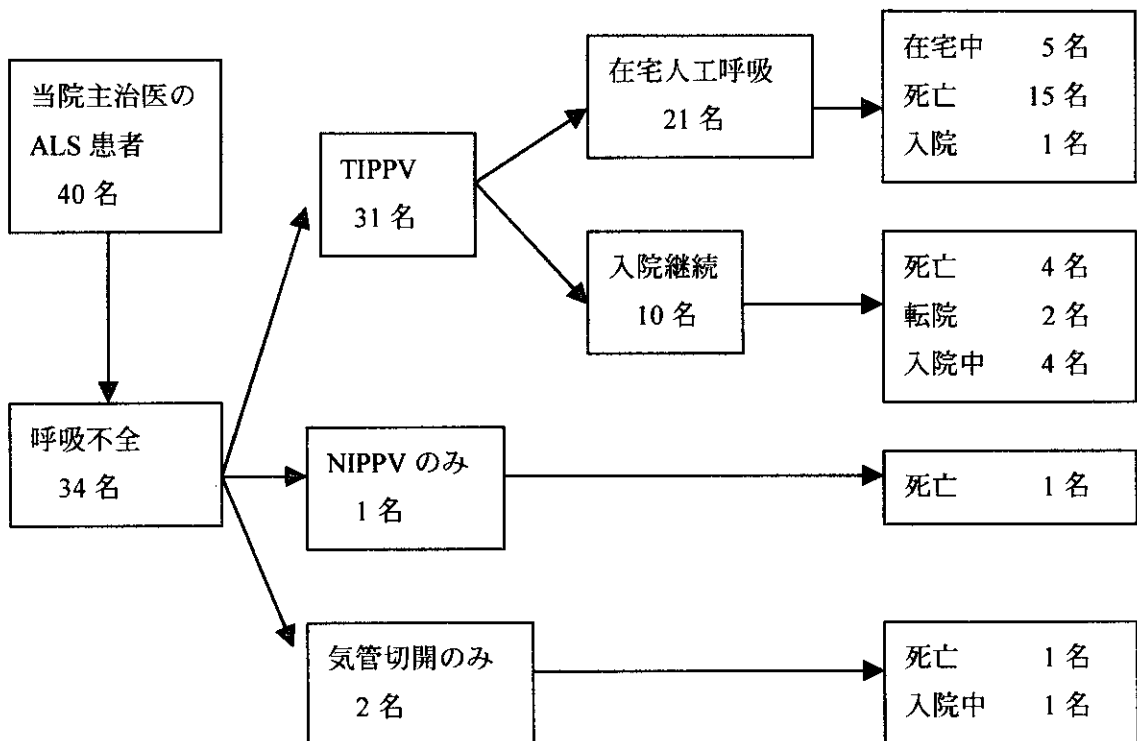 当院主治医の
ALS 患者
40 名
呼吸不全
34 名
TIPPV
31 名
NIPPV のみ
1 名
気管切開のみ
2 名
在宅人工呼吸
21 名
入院継続
10 名
在宅中 5 名
死亡 15 名
入院 1 名
死亡 4 名
転院 2 名
入院中 4 名
死亡 1 名
死亡 1 名
入院中 1 名